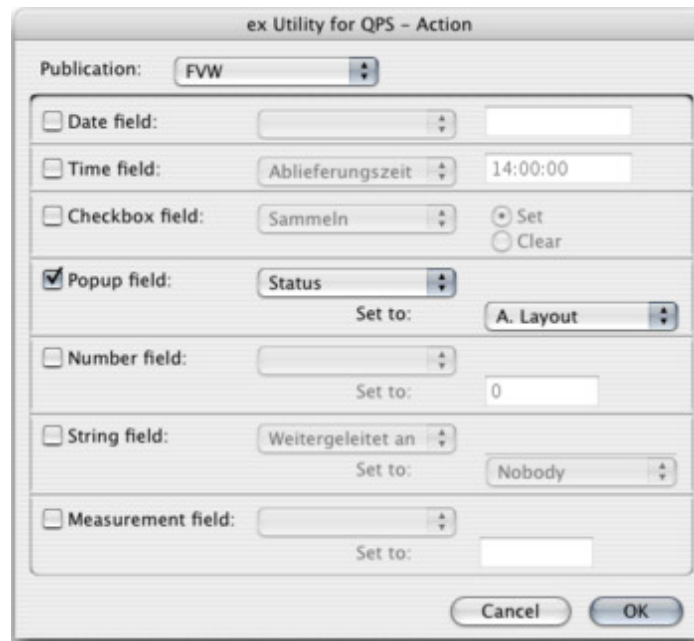 ex Utility for QPS – Action
Publication: FVW
Date field:
Time field: Ablieferungszeit 14:00:00
Checkbox field: Sammeln Set
Clear
Popup field: Status
Set to: A. Layout
Number field:
Set to: 0
String field: Weitergeleitet an
Set to: Nobody
Measurement field:
Set to:
Cancel OK